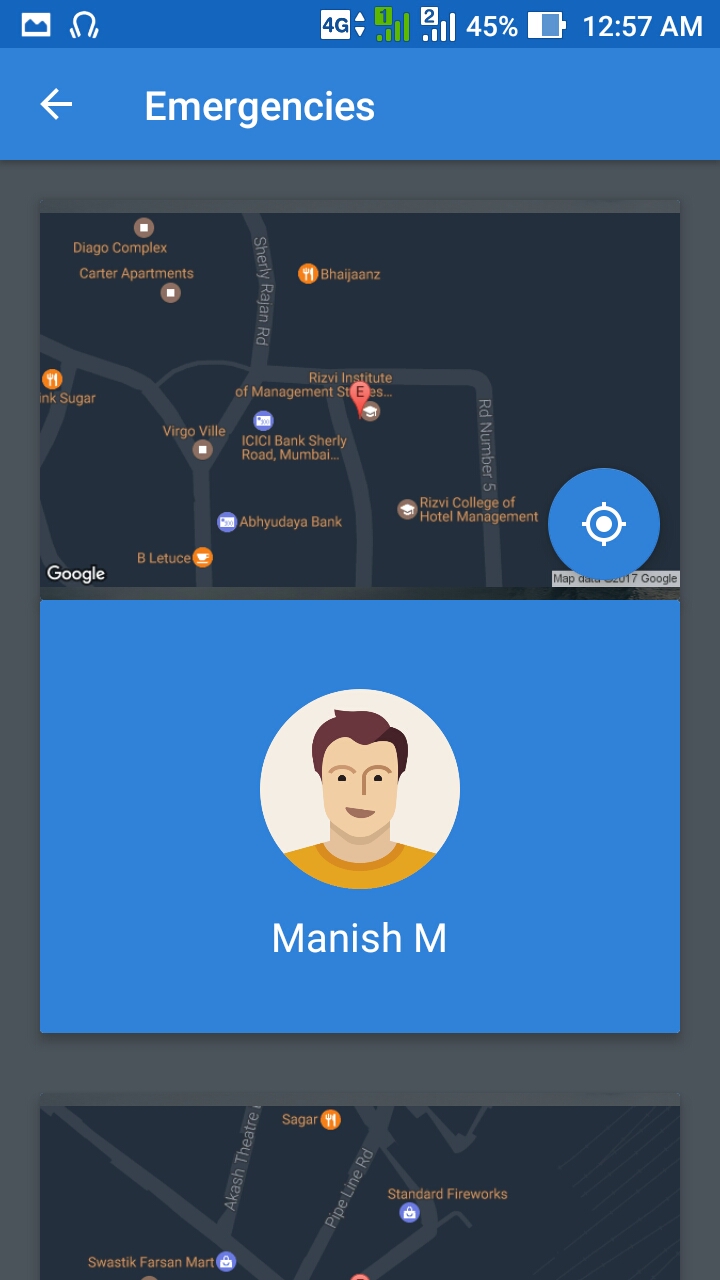 4G 1 2 45% 12:57 AM
Emergencies
Diago Complex
Carter Apartments
Sherly Rajan Rd
Bhaijaanz
ink Sugar
Rizvi Institute
of Management St es...
E
Virgo Ville
ICICI Bank Sherly
Road, Mumbai...
Rd Number 5
Rizvi College of
Hotel Management
Abhyudaya Bank
B Letuce
Google
Map data ©2017 Google
Manish M
Sagar
Akash Theatre
Pipe Line Rd
Standard Fireworks
Swastik Farsan Mart